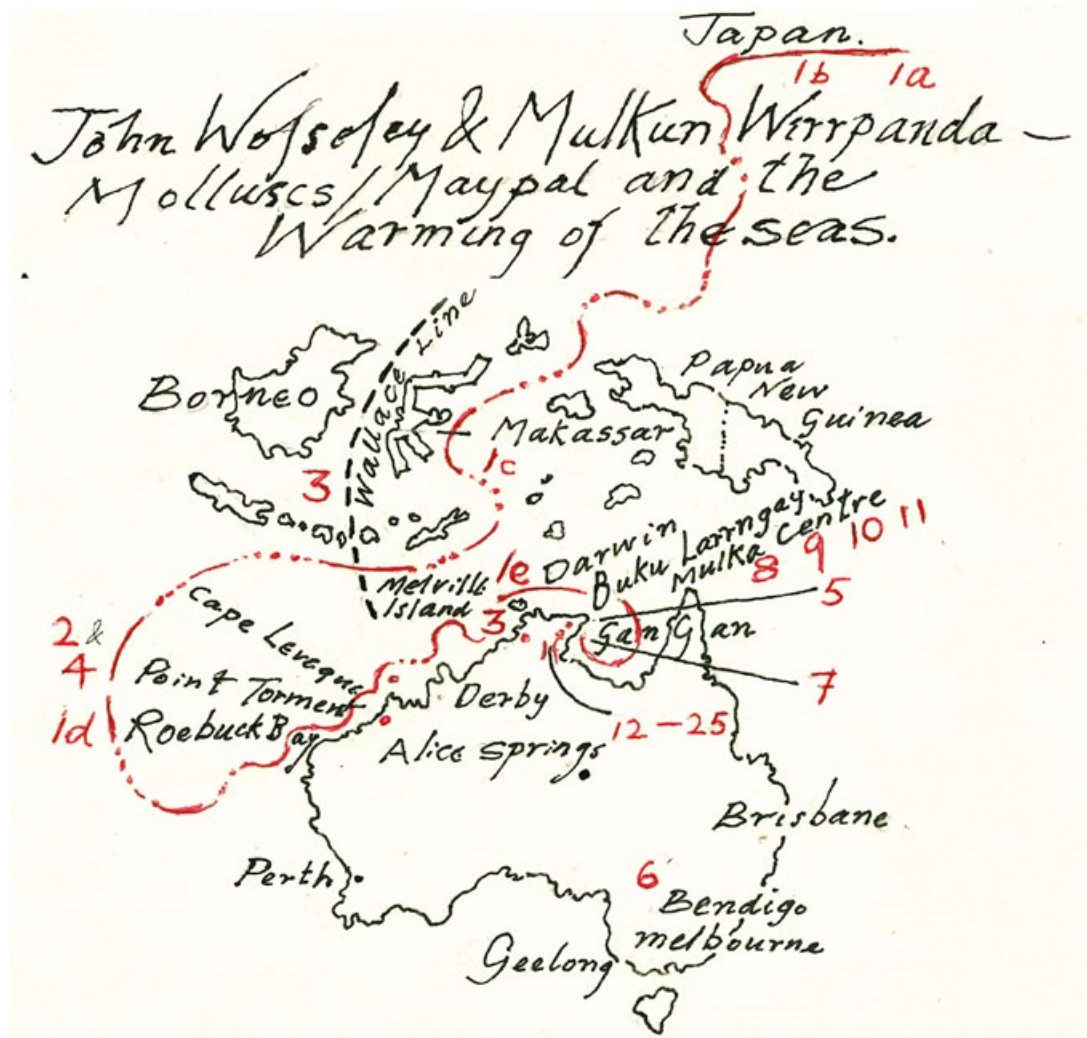 Japan.
1b 1a
John Wolseley & Mulkun Wirrpanda –
Molluscs/Maypal and the
Warming of the seas.
Wallace Line
Borneo
Papua
New
Guinea
Makassar
1c
3
Darwin
Buku Larrngay
Mulka Centre
8 9 10 11
1e
Melville
Island
3
5
Gan Gan
7
Cape Leveque
2 &
4
Point Torment
1d
Roebuck Bay
Derby
12–25
Alice Springs
Brisbane
Perth
6
Bendigo
melbourne
Geelong